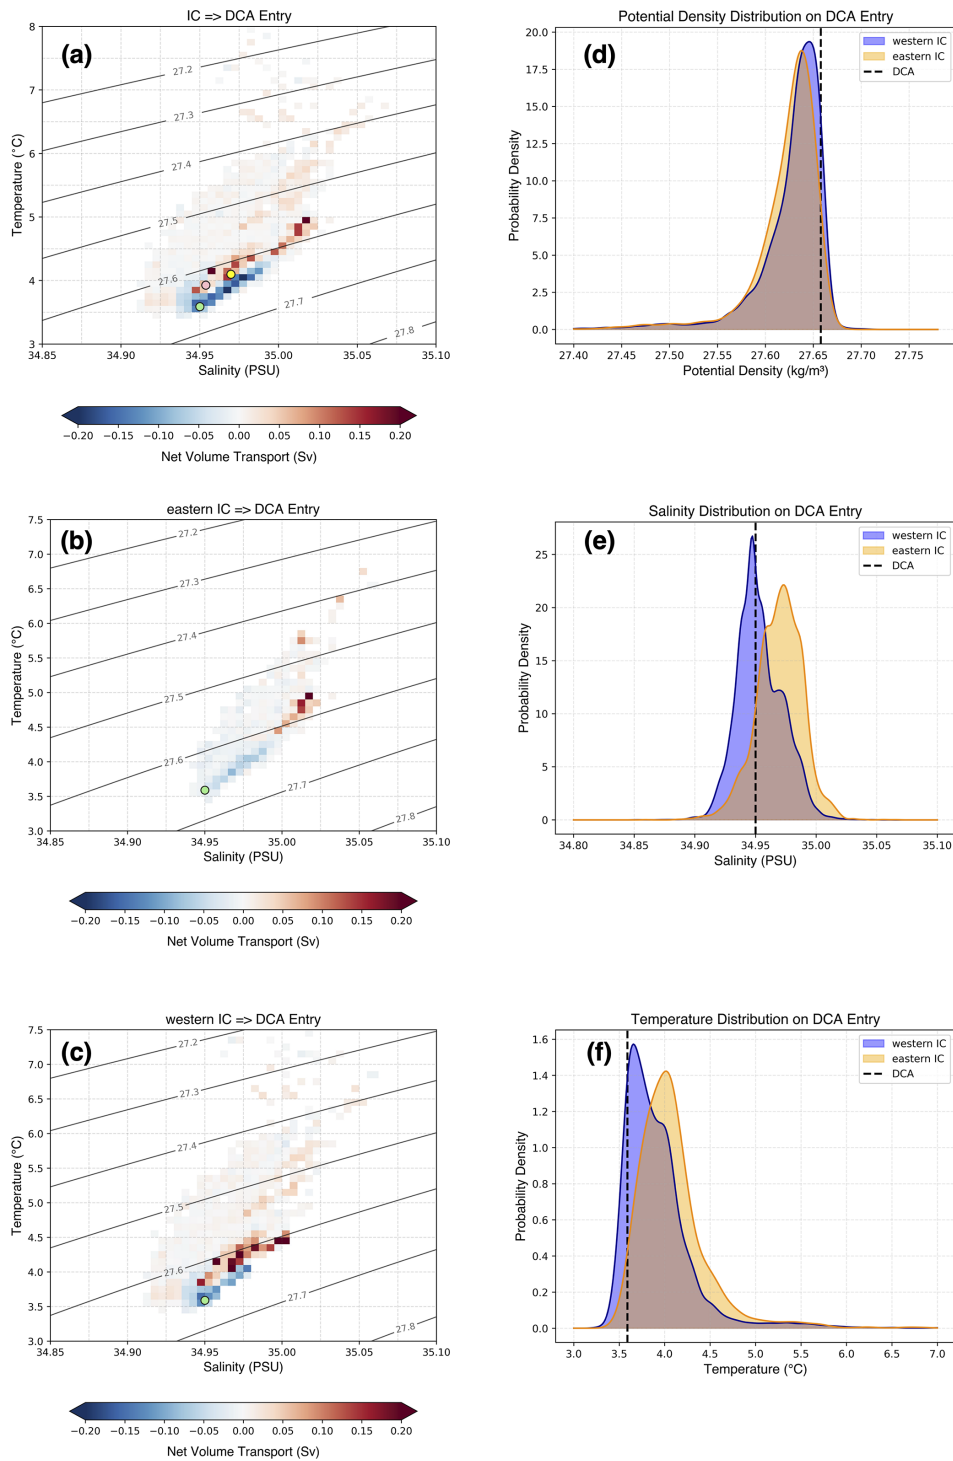 IC => DCA Entry
(a)
Temperature (°C)
8
7
6
5
4
3
27.2
27.3
27.4
27.5
27.6
27.7
27.8
34.85 34.90 34.95 35.00 35.05 35.10
Salinity (PSU)
−0.20 −0.15 −0.10 −0.05 0.00 0.05 0.10 0.15 0.20
Net Volume Transport (Sv)
Potential Density Distribution on DCA Entry
(d)
western IC
eastern IC
DCA
Probability Density
20.0
17.5
15.0
12.5
10.0
7.5
5.0
2.5
0.0
27.40 27.45 27.50 27.55 27.60 27.65 27.70 27.75
Potential Density (kg/m³)
eastern IC => DCA Entry
(b)
Temperature (°C)
7.5
7.0
6.5
6.0
5.5
5.0
4.5
4.0
3.5
3.0
27.2
27.3
27.4
27.5
27.6
27.7
27.8
34.85 34.90 34.95 35.00 35.05 35.10
Salinity (PSU)
−0.20 −0.15 −0.10 −0.05 0.00 0.05 0.10 0.15 0.20
Net Volume Transport (Sv)
Salinity Distribution on DCA Entry
(e)
western IC
eastern IC
DCA
Probability Density
25
20
15
10
5
0
34.80 34.85 34.90 34.95 35.00 35.05 35.10
Salinity (PSU)
western IC => DCA Entry
(c)
Temperature (°C)
7.5
7.0
6.5
6.0
5.5
5.0
4.5
4.0
3.5
3.0
27.2
27.3
27.4
27.5
27.6
27.7
27.8
34.85 34.90 34.95 35.00 35.05 35.10
Salinity (PSU)
−0.20 −0.15 −0.10 −0.05 0.00 0.05 0.10 0.15 0.20
Net Volume Transport (Sv)
Temperature Distribution on DCA Entry
(f)
western IC
eastern IC
DCA
Probability Density
1.6
1.4
1.2
1.0
0.8
0.6
0.4
0.2
0.0
3.0 3.5 4.0 4.5 5.0 5.5 6.0 6.5 7.0
Temperature (°C)